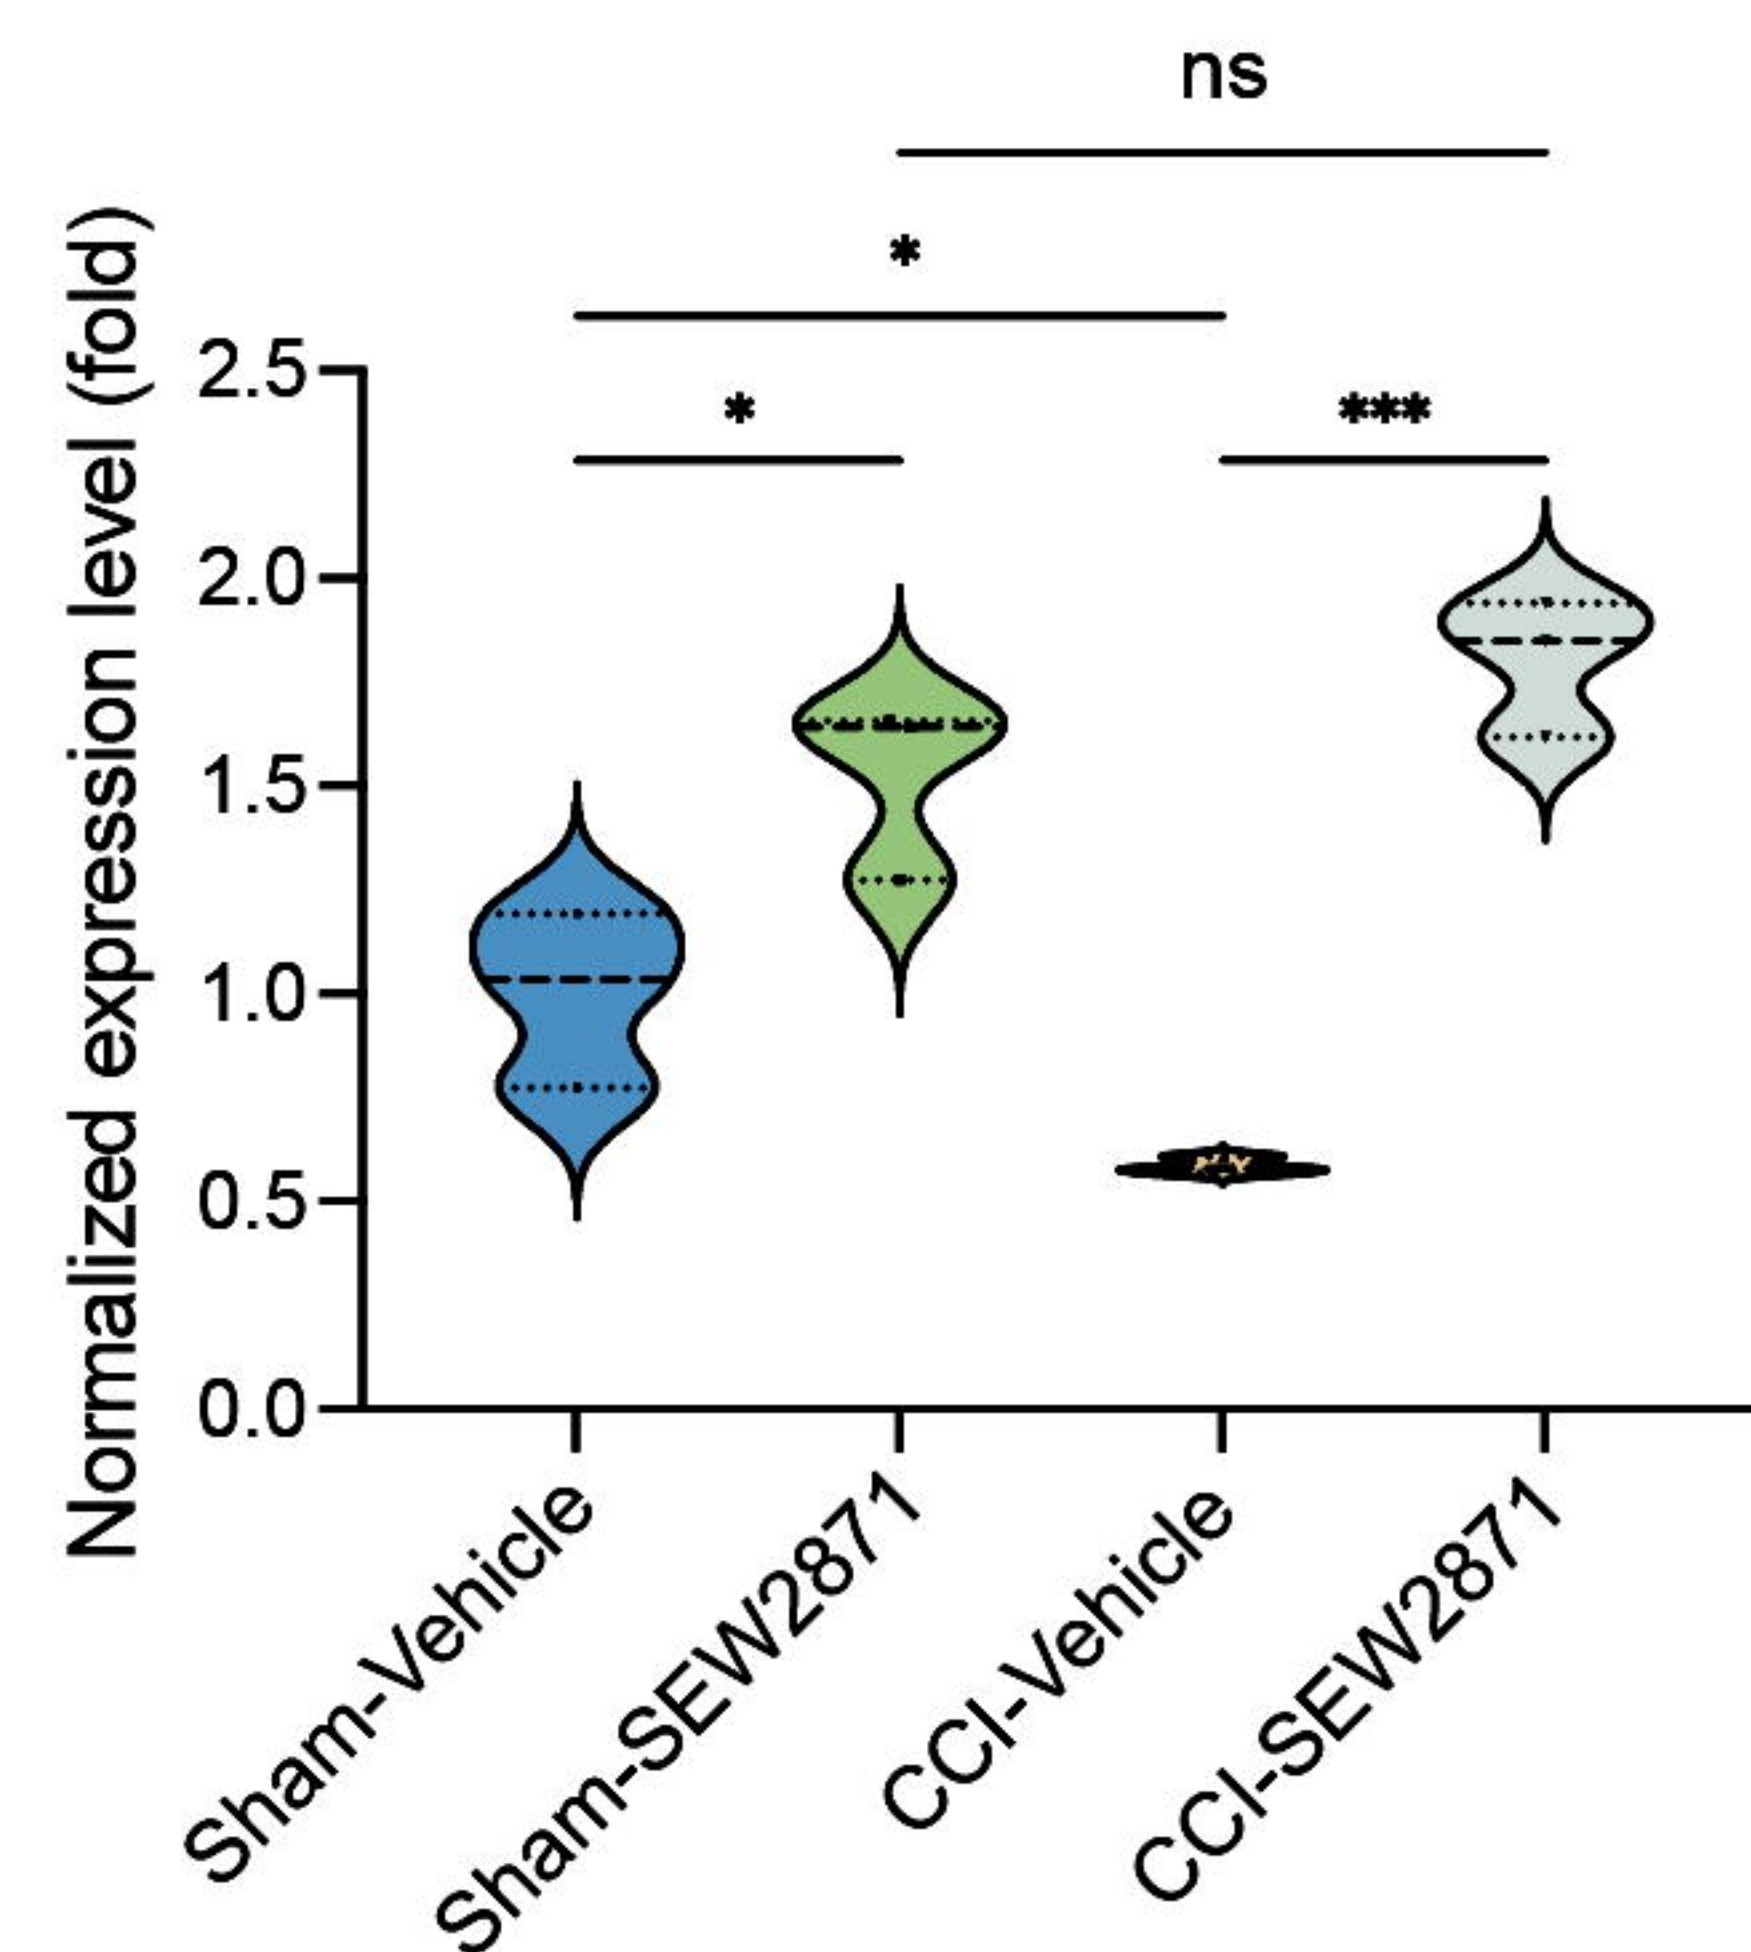 ns
*
* ***
Normalized expression level (fold)
2.5
2.0
1.5
1.0
0.5
0.0
Sham-Vehicle
Sham-SEW2871
CCI-Vehicle
CCI-SEW2871